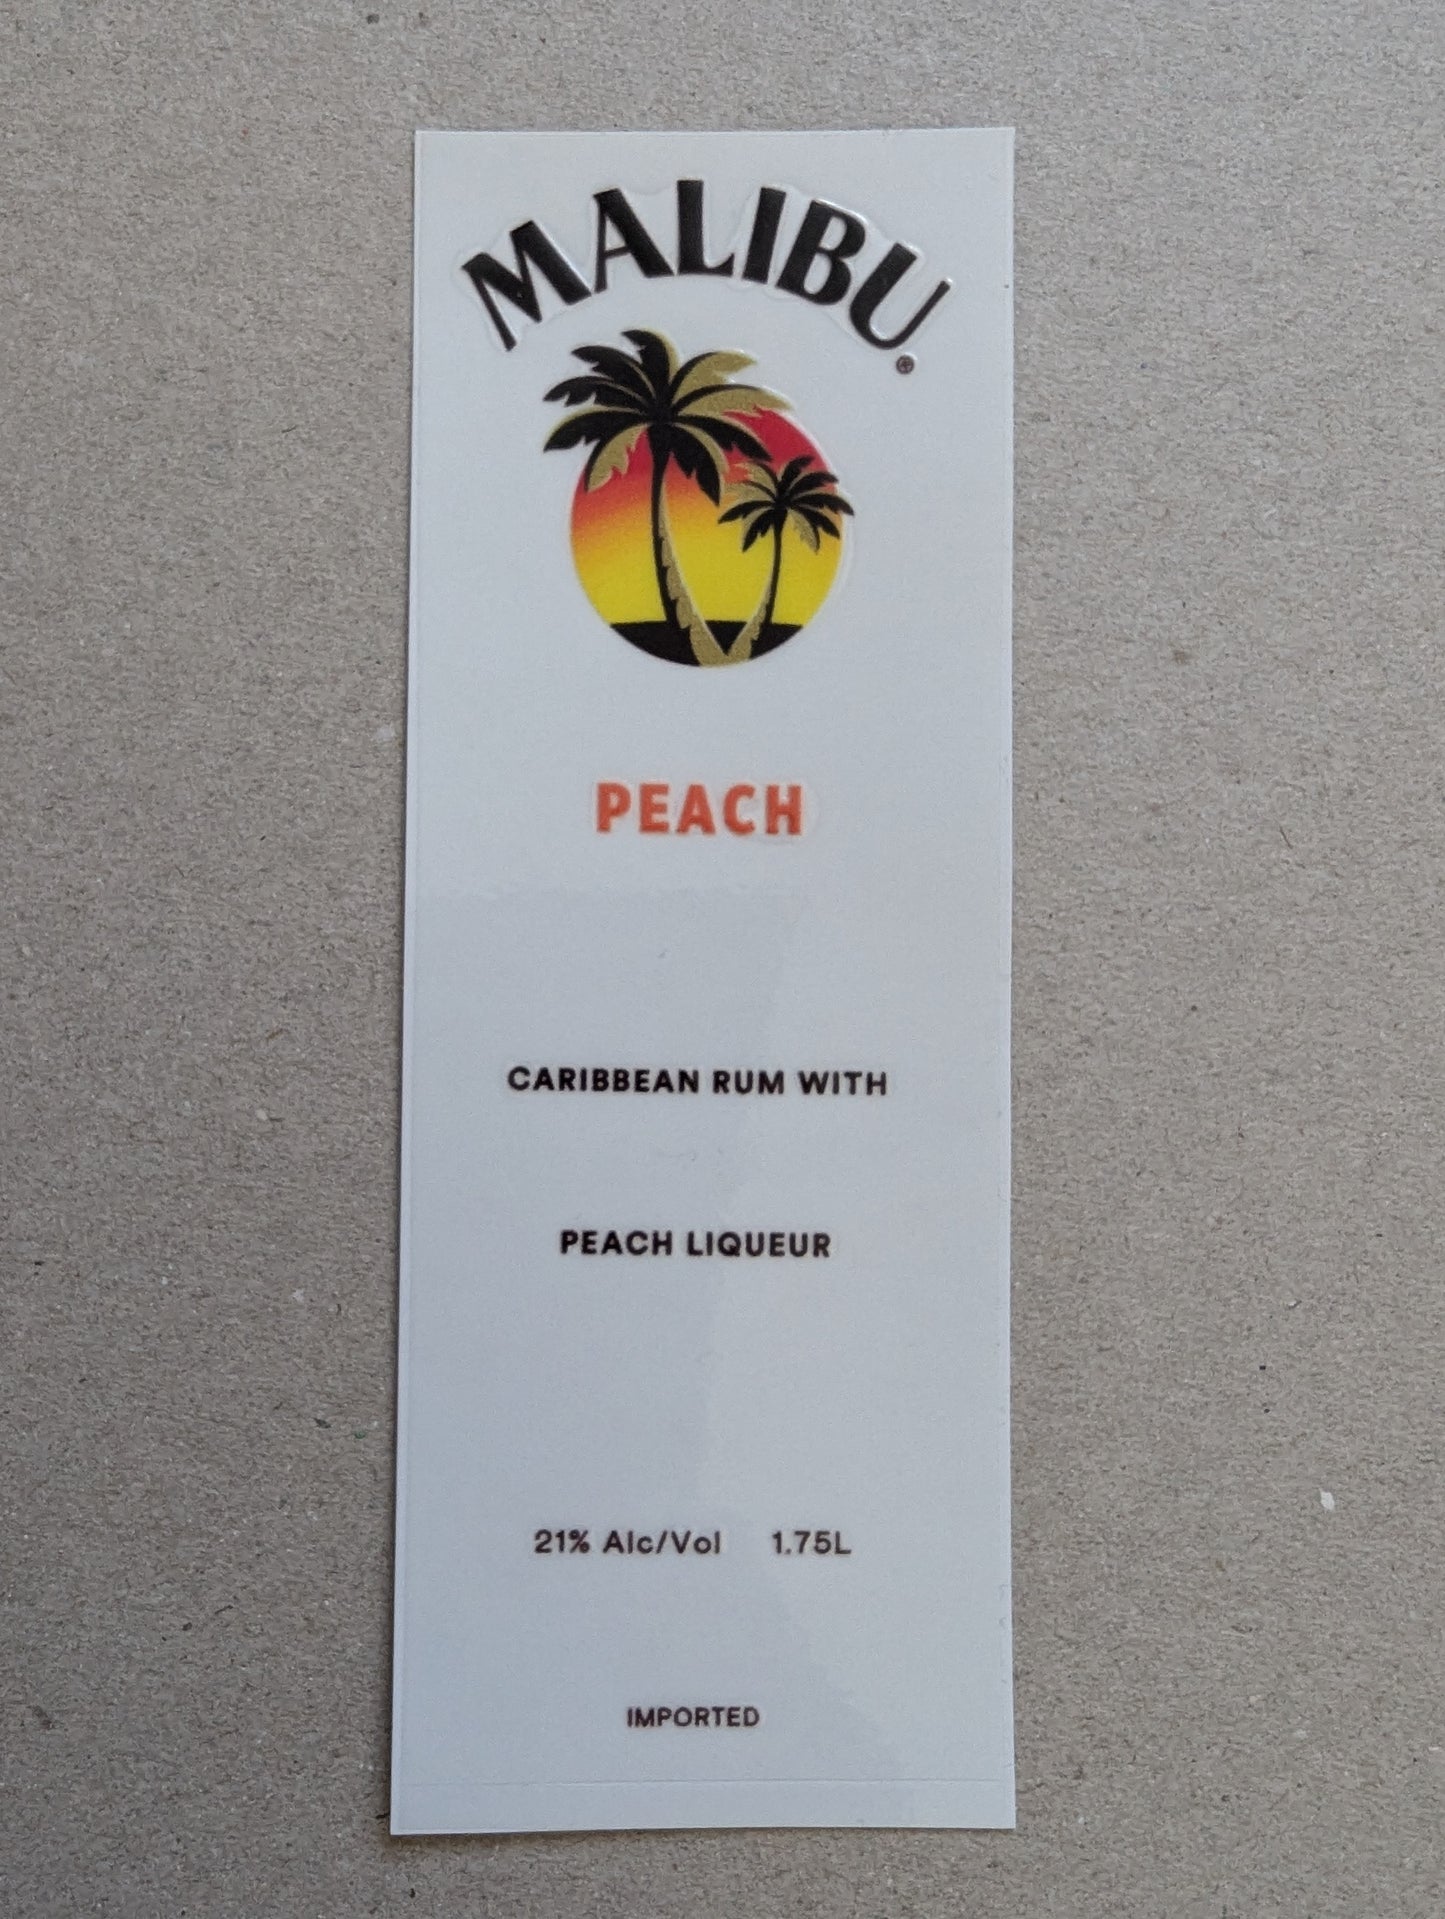 MALIBU®
PEACH
CARIBBEAN RUM WITH
PEACH LIQUEUR
21% Alc/Vol 1.75L
IMPORTED